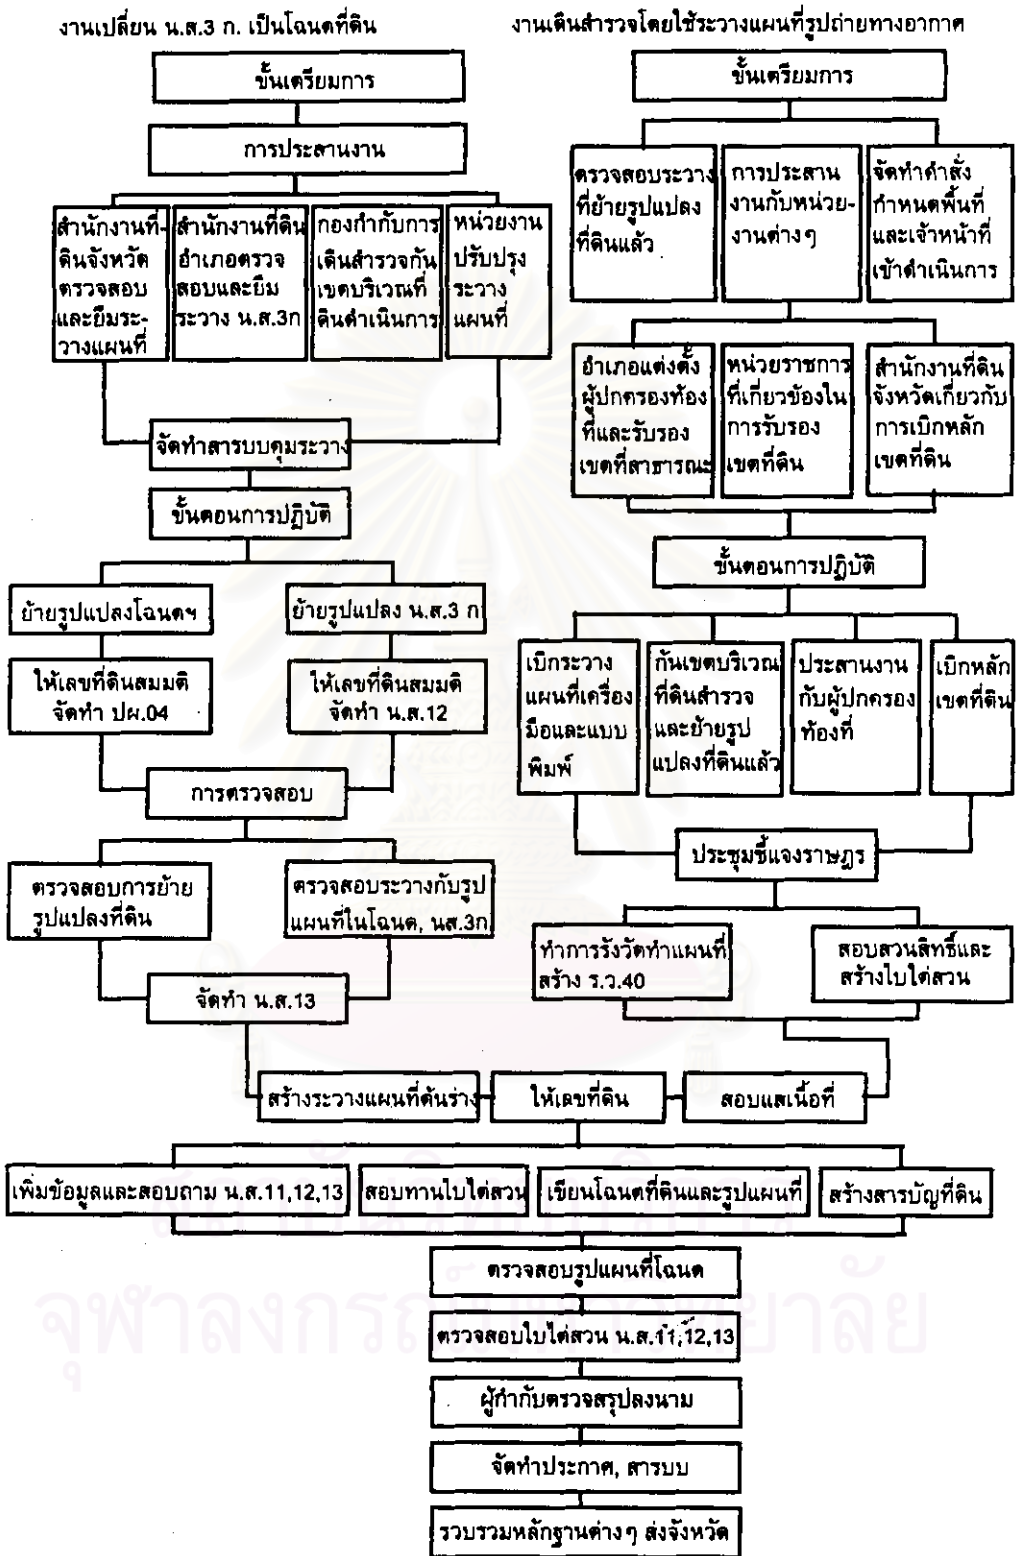 งานเปลี่ยน น.ส.3 ก. เป็นโฉนดที่ดิน
ขั้นเตรียมการ
การประสานงาน
สำนักงานที่-
ดินจังหวัด
ตรวจสอบ
และยืมระ-
วางแผนที่
สำนักงานที่ดิน
อำเภอตรวจ
สอบและยืม
ระวาง น.ส.3ก
กองกำกับการ
เดินสำรวจกัน
เขตบริเวณที่
ดินดำเนินการ
หน่วยงาน
ปรับปรุง
ระวาง
แผนที่
จัดทำสารบบคุมระวาง
ขั้นตอนการปฏิบัติ
ย้ายรูปแปลงโฉนดฯ
ย้ายรูปแปลง น.ส.3 ก
ให้เลขที่ดินสมมติ
จัดทำ ปผ.04
ให้เลขที่ดินสมมติ
จัดทำ น.ส.12
การตรวจสอบ
ตรวจสอบการย้าย
รูปแปลงที่ดิน
ตรวจสอบระวางกับรูป
แผนที่ในโฉนด, นส.3ก
จัดทำ น.ส.13
งานเดินสำรวจโดยใช้ระวางแผนที่รูปถ่ายทางอากาศ
ขั้นเตรียมการ
ตรวจสอบระวาง
ที่ย้ายรูปแปลง
ที่ดินแล้ว
การประสาน
งานกับหน่วย-
งานต่างๆ
จัดทำคำสั่ง
กำหนดพื้นที่
และเจ้าหน้าที่
เข้าดำเนินการ
อำเภอแต่งตั้ง
ผู้ปกครองท้อง
ที่และรับรอง
เขตที่สาธารณะ
หน่วยราชการ
ที่เกี่ยวข้องใน
การรับรอง
เขตที่ดิน
สำนักงานที่ดิน
จังหวัดเกี่ยวกับ
การเบิกหลัก
เขตที่ดิน
ขั้นตอนการปฏิบัติ
เบิกระวาง
แผนที่เครื่อง
มือและแบบ
พิมพ์
กันเขตบริเวณ
ที่ดินสำรวจ
และย้ายรูป
แปลงที่ดินแล้ว
ประสานงาน
กับผู้ปกครอง
ท้องที่
เบิกหลัก
เขตที่ดิน
ประชุมชี้แจงราษฎร
ทำการรังวัดทำแผนที่
สร้าง ร.ว.40
สอบสวนสิทธิ์และ
สร้างใบไต่สวน
สร้างระวางแผนที่ต้นร่าง
ให้เลขที่ดิน
สอบแสเนื้อที่
เพิ่มข้อมูลและสอบถาม น.ส.11,12,13
สอบทานใบไต่สวน
เขียนโฉนดที่ดินและรูปแผนที่
สร้างสารบัญที่ดิน
ตรวจสอบรูปแผนที่โฉนด
ตรวจสอบใบไต่สวน น.ส.11,12,13
ผู้กำกับตรวจสรุปลงนาม
จัดทำประกาศ, สารบบ
รวบรวมหลักฐานต่างๆ ส่งจังหวัด
จุฬาลงกรณ์มหาวิทยาลัย